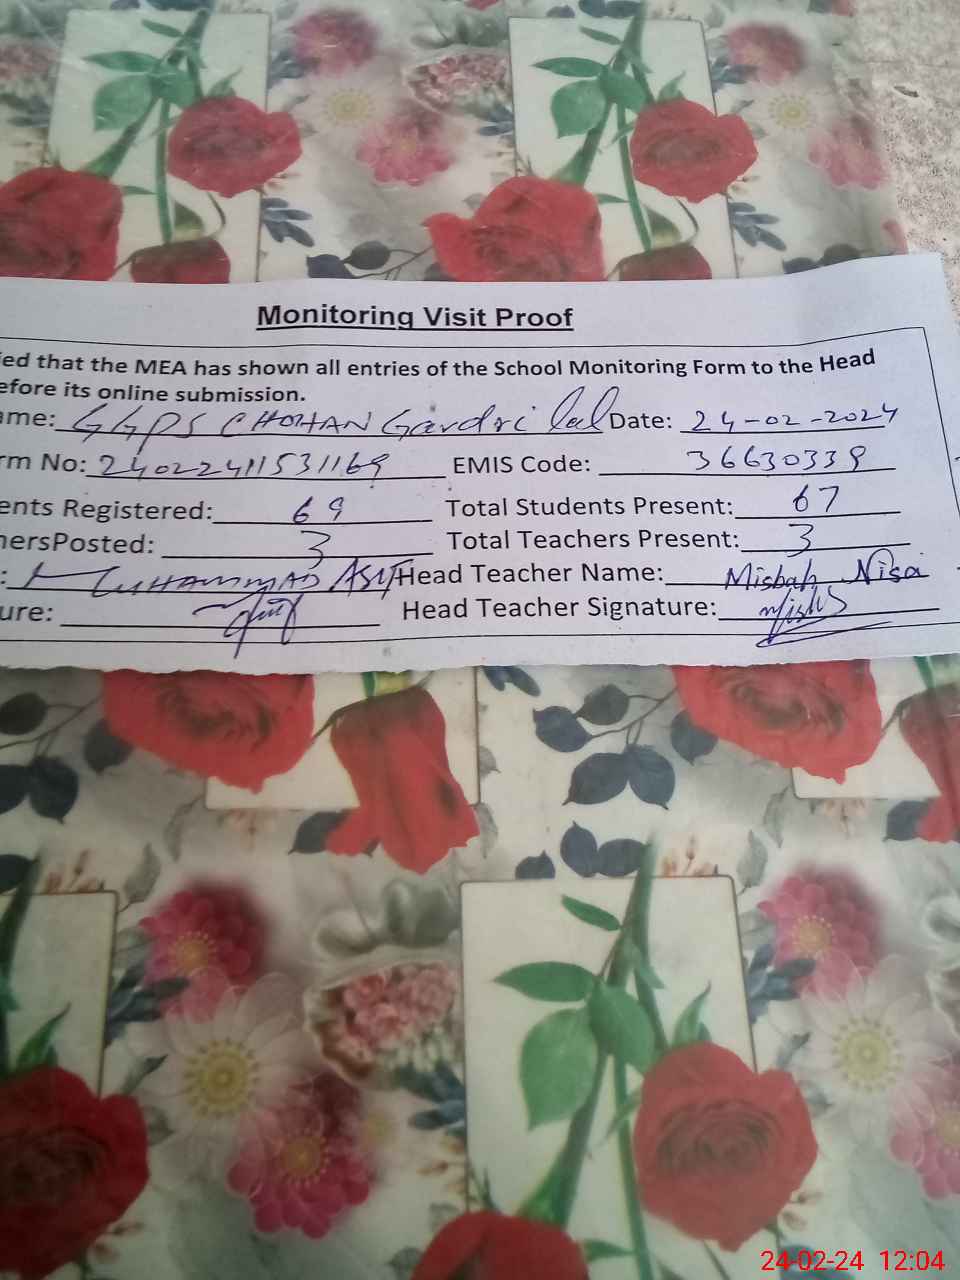 Monitoring Visit Proof
ied that the MEA has shown all entries of the School Monitoring Form to the Head
efore its online submission.
ame: GGPS CHOHAN Gardri lal Date: 24-02-2024
rm No: 24022411531169 EMIS Code: 36630339
ents Registered: 69 Total Students Present: 67
hersPosted: 3 Total Teachers Present: 3
: MUHAMMAD ASIF Head Teacher Name: Misbah Nisa
ure: Head Teacher Signature:
24-02-24 12:04